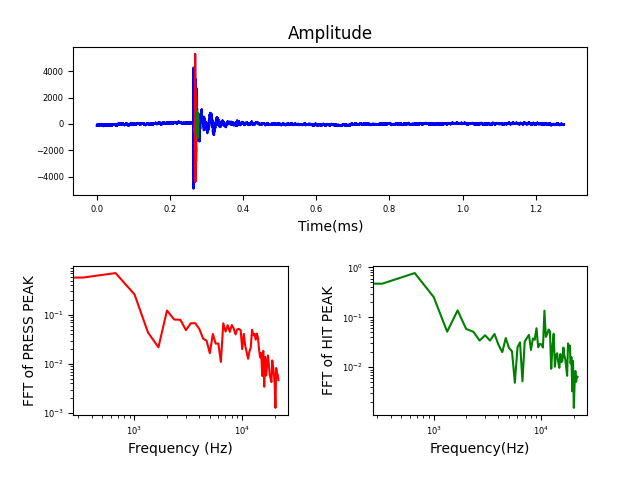 Amplitude
4000
2000
0
−2000
−4000
0.0 0.2 0.4 0.6 0.8 1.0 1.2
Time(ms)
FFT of PRESS PEAK
10⁻¹
10⁻²
10⁻³
10³ 10⁴
Frequency (Hz)
FFT of HIT PEAK
10⁰
10⁻¹
10⁻²
10³ 10⁴
Frequency(Hz)